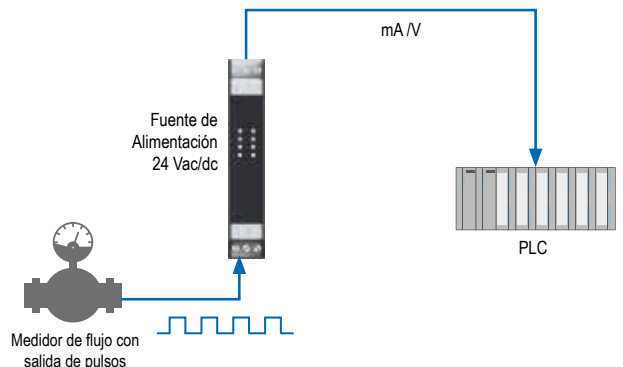 mA /V
Fuente de
Alimentación
24 Vac/dc
PLC
Medidor de flujo con
salida de pulsos